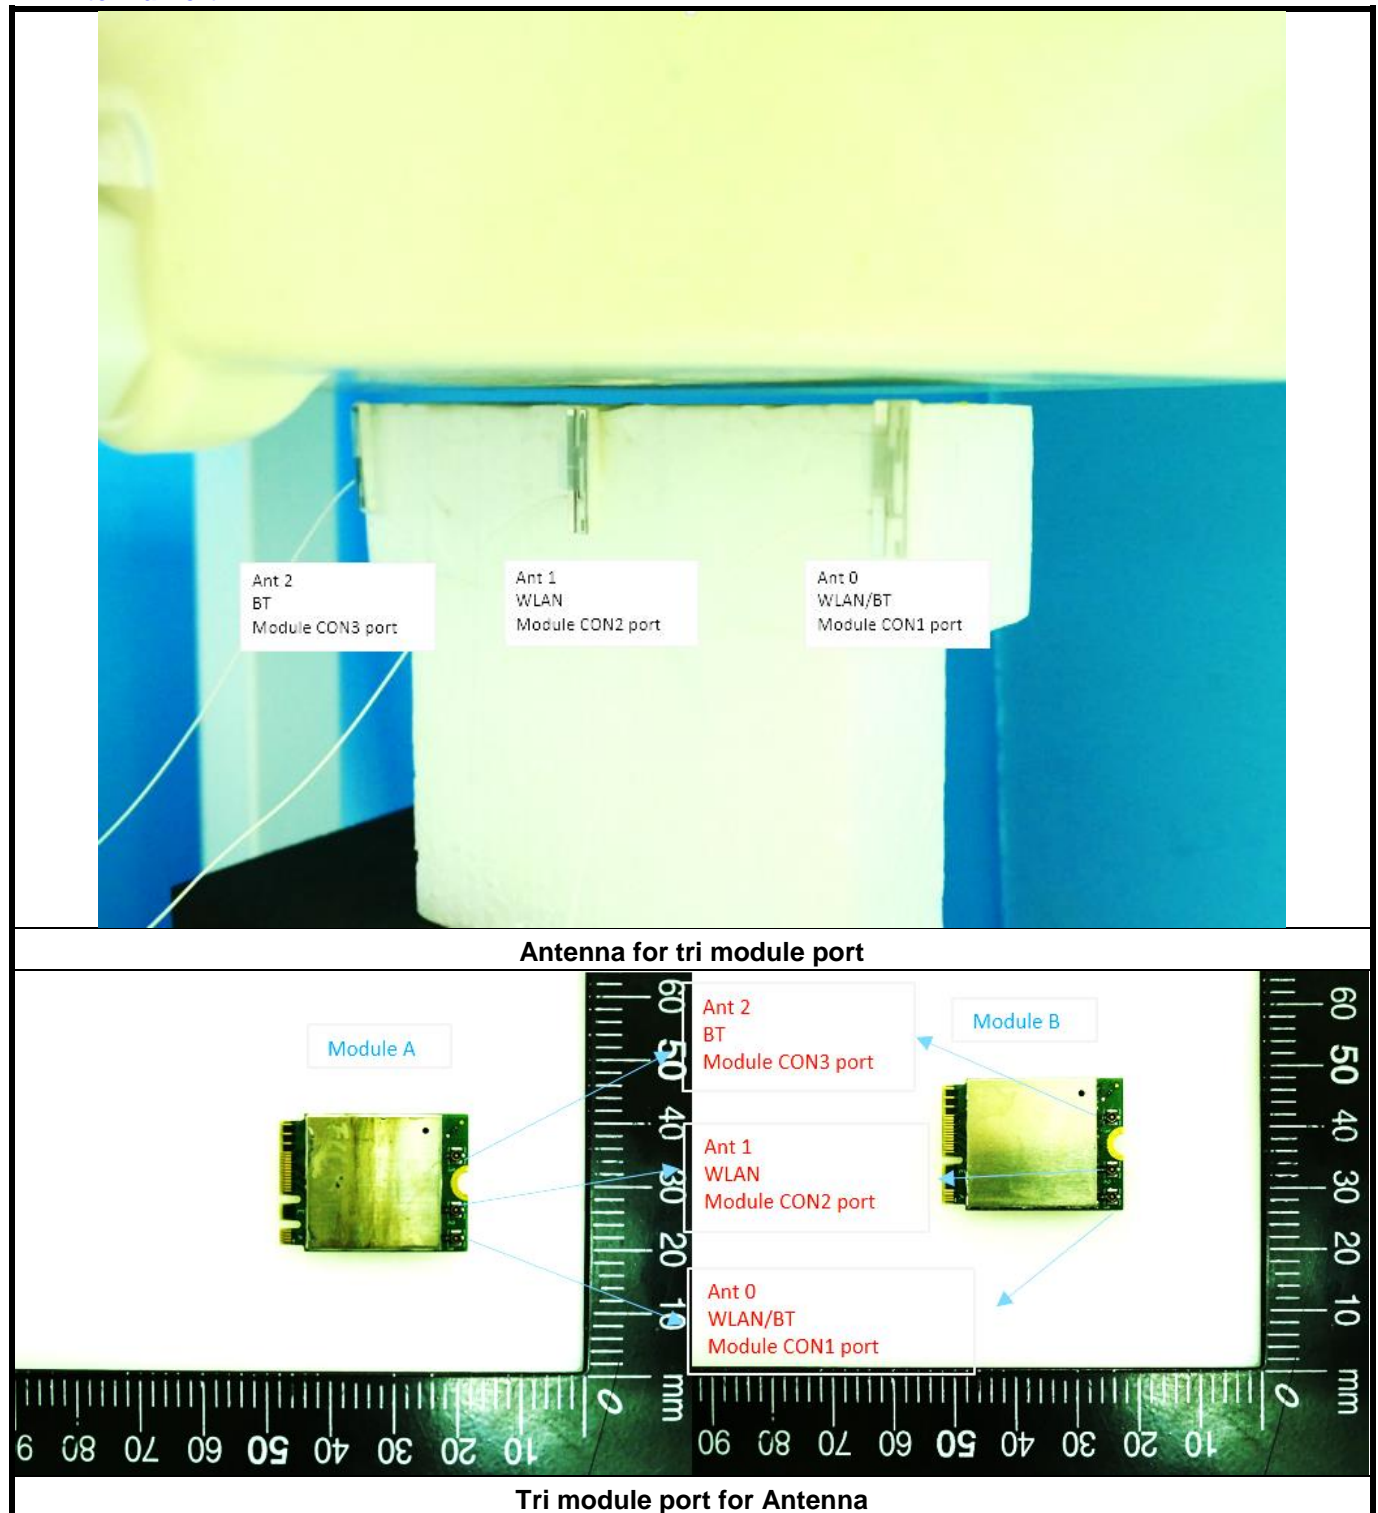 Ant 2
BT
Module CON3 port
Ant 1
WLAN
Module CON2 port
Ant 0
WLAN/BT
Module CON1 port
Antenna for tri module port
Module A
Ant 2
BT
Module CON3 port
Ant 1
WLAN
Module CON2 port
Ant 0
WLAN/BT
Module CON1 port
Module B
60
50
40
30
20
10
mm
0
10
20
30
40
50
60
70
80
9
60
50
40
30
20
10
mm
0
10
20
30
40
50
60
70
80
90
Tri module port for Antenna